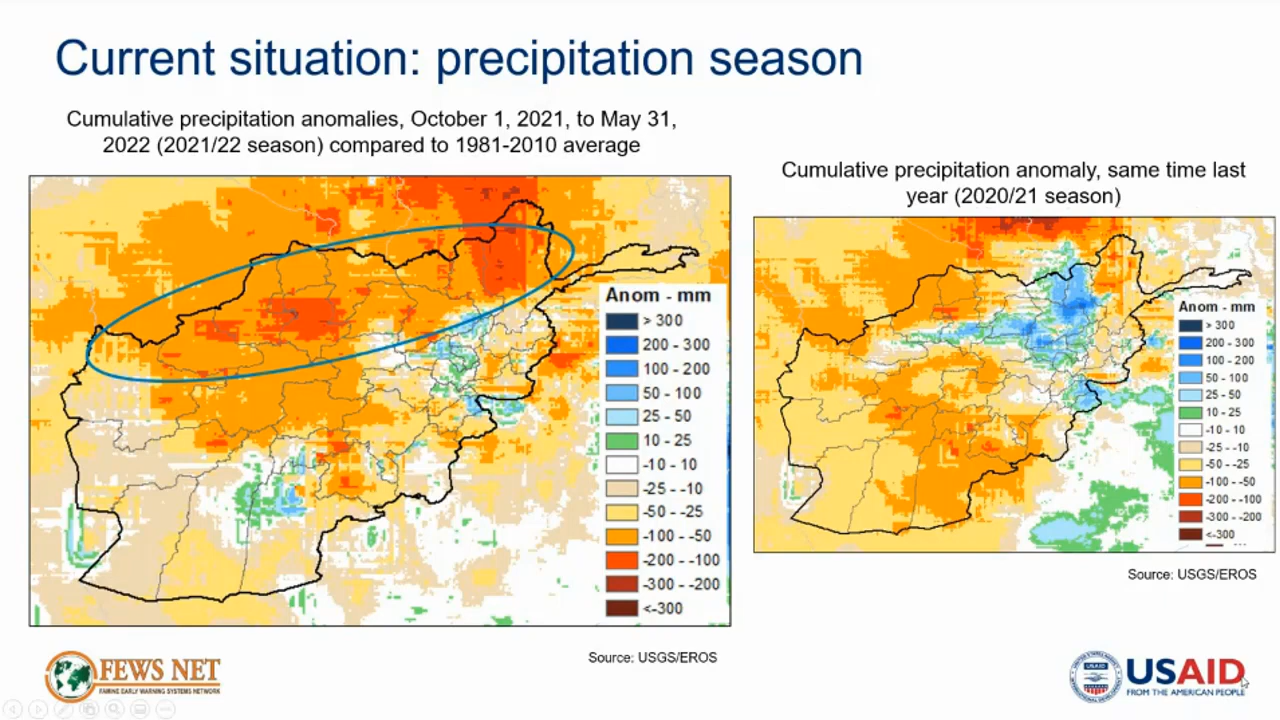 Current situation: precipitation season
Cumulative precipitation anomalies, October 1, 2021, to May 31,
2022 (2021/22 season) compared to 1981-2010 average
Cumulative precipitation anomaly, same time last
year (2020/21 season)
Anom - mm
> 300
200 - 300
100 - 200
50 - 100
25 - 50
10 - 25
-10 - 10
-25 - -10
-50 - -25
-100 - -50
-200 - -100
-300 - -200
<-300
Anom - mm
> 300
200 - 300
100 - 200
50 - 100
25 - 50
10 - 25
-10 - 10
-25 - -10
-50 - -25
-100 - -50
-200 - -100
-300 - -200
<-300
Source: USGS/EROS
Source: USGS/EROS
FEWS NET
FAMINE EARLY WARNING SYSTEMS NETWORK
USAID
USAID
FROM THE AMERICAN PEOPLE